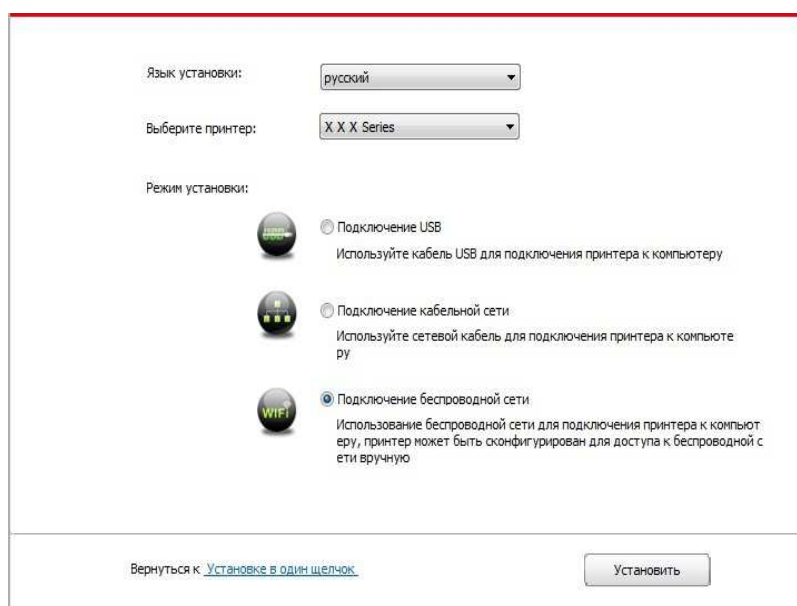 Язык установки: русский
Выберите принтер: X X X Series
Режим установки:
USB
Подключение USB
Используйте кабель USB для подключения принтера к компьютеру
Подключение кабельной сети
Используйте сетевой кабель для подключения принтера к компьюте
ру
WiFi
Подключение беспроводной сети
Использование беспроводной сети для подключения принтера к компьют
еру, принтер может быть сконфигурирован для доступа к беспроводной с
ети вручную
Вернуться к Установке в один щелчок
Установить